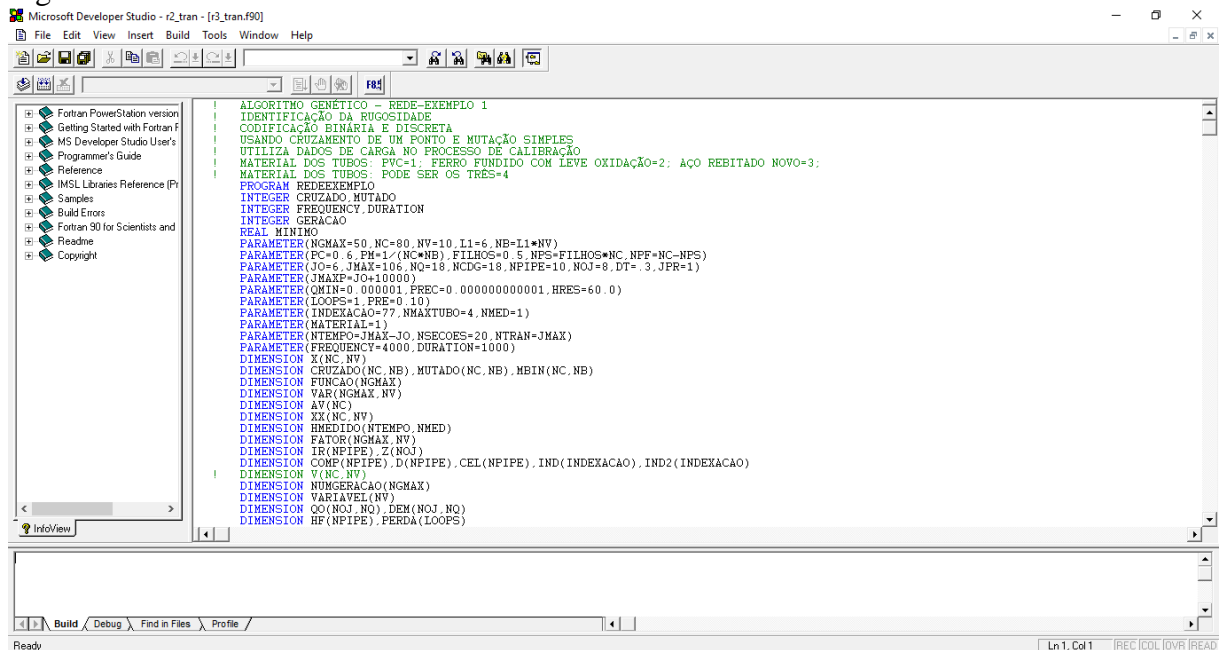 Microsoft Developer Studio - r2_tran - [r3_tran.f90]
File Edit View Insert Build Tools Window Help
Fortran PowerStation version
Getting Started with Fortran F
MS Developer Studio User's
Programmer's Guide
Reference
IMSL Libraries Reference (Pr
Samples
Build Errors
Fortran 90 for Scientists and
Readme
Copyright
InfoView
! ALGORITMO GENÉTICO - REDE-EXEMPLO 1
! IDENTIFICAÇÃO DA RUGOSIDADE
! CODIFICAÇÃO BINÁRIA E DISCRETA
! USANDO CRUZAMENTO DE UM PONTO E MUTAÇÃO SIMPLES
! UTILIZA DADOS DE CARGA NO PROCESSO DE CALIBRAÇÃO
! MATERIAL DOS TUBOS: PVC=1; FERRO FUNDIDO COM LEVE OXIDAÇÃO=2; AÇO REBITADO NOVO=3;
! MATERIAL DOS TUBOS: PODE SER OS TRÊS=4
PROGRAM REDEEXEMPLO
INTEGER CRUZADO,MUTADO
INTEGER FREQUENCY,DURATION
INTEGER GERACAO
REAL MINIMO
PARAMETER(NGMAX=50,NC=80,NV=10,L1=6,NB=L1*NV)
PARAMETER(PC=0.6,PM=1/(NC*NB),FILHOS=0.5,NPS=FILHOS*NC,NPF=NC-NPS)
PARAMETER(JO=6,JMAX=106,NQ=18,NCDG=18,NPIPE=10,NOJ=8,DT=.3,JPR=1)
PARAMETER(JMAXP=JO+10000)
PARAMETER(QMIN=0.000001,PREC=0.000000000001,HRES=60.0)
PARAMETER(LOOPS=1,PRE=0.10)
PARAMETER(INDEXACAO=77,NMAXTUBO=4,NMED=1)
PARAMETER(MATERIAL=1)
PARAMETER(NTEMPO=JMAX-JO,NSECOES=20,NTRAN=JMAX)
PARAMETER(FREQUENCY=4000,DURATION=1000)
DIMENSION X(NC,NV)
DIMENSION CRUZADO(NC,NB),MUTADO(NC,NB),MBIN(NC,NB)
DIMENSION FUNCAO(NGMAX)
DIMENSION VAR(NGMAX,NV)
DIMENSION AV(NC)
DIMENSION XX(NC,NV)
DIMENSION HMEDIDO(NTEMPO,NMED)
DIMENSION FATOR(NGMAX,NV)
DIMENSION IR(NPIPE),Z(NOJ)
DIMENSION COMP(NPIPE),D(NPIPE),CEL(NPIPE),IND(INDEXACAO),IND2(INDEXACAO)
! DIMENSION V(NC,NV)
DIMENSION NUMGERACAO(NGMAX)
DIMENSION VARIAVEL(NV)
DIMENSION QO(NOJ,NQ),DEM(NOJ,NQ)
DIMENSION HF(NPIPE),PERDA(LOOPS)
Build Debug Find in Files Profile
Ready
Ln 1, Col 1 REC COL OVR READ